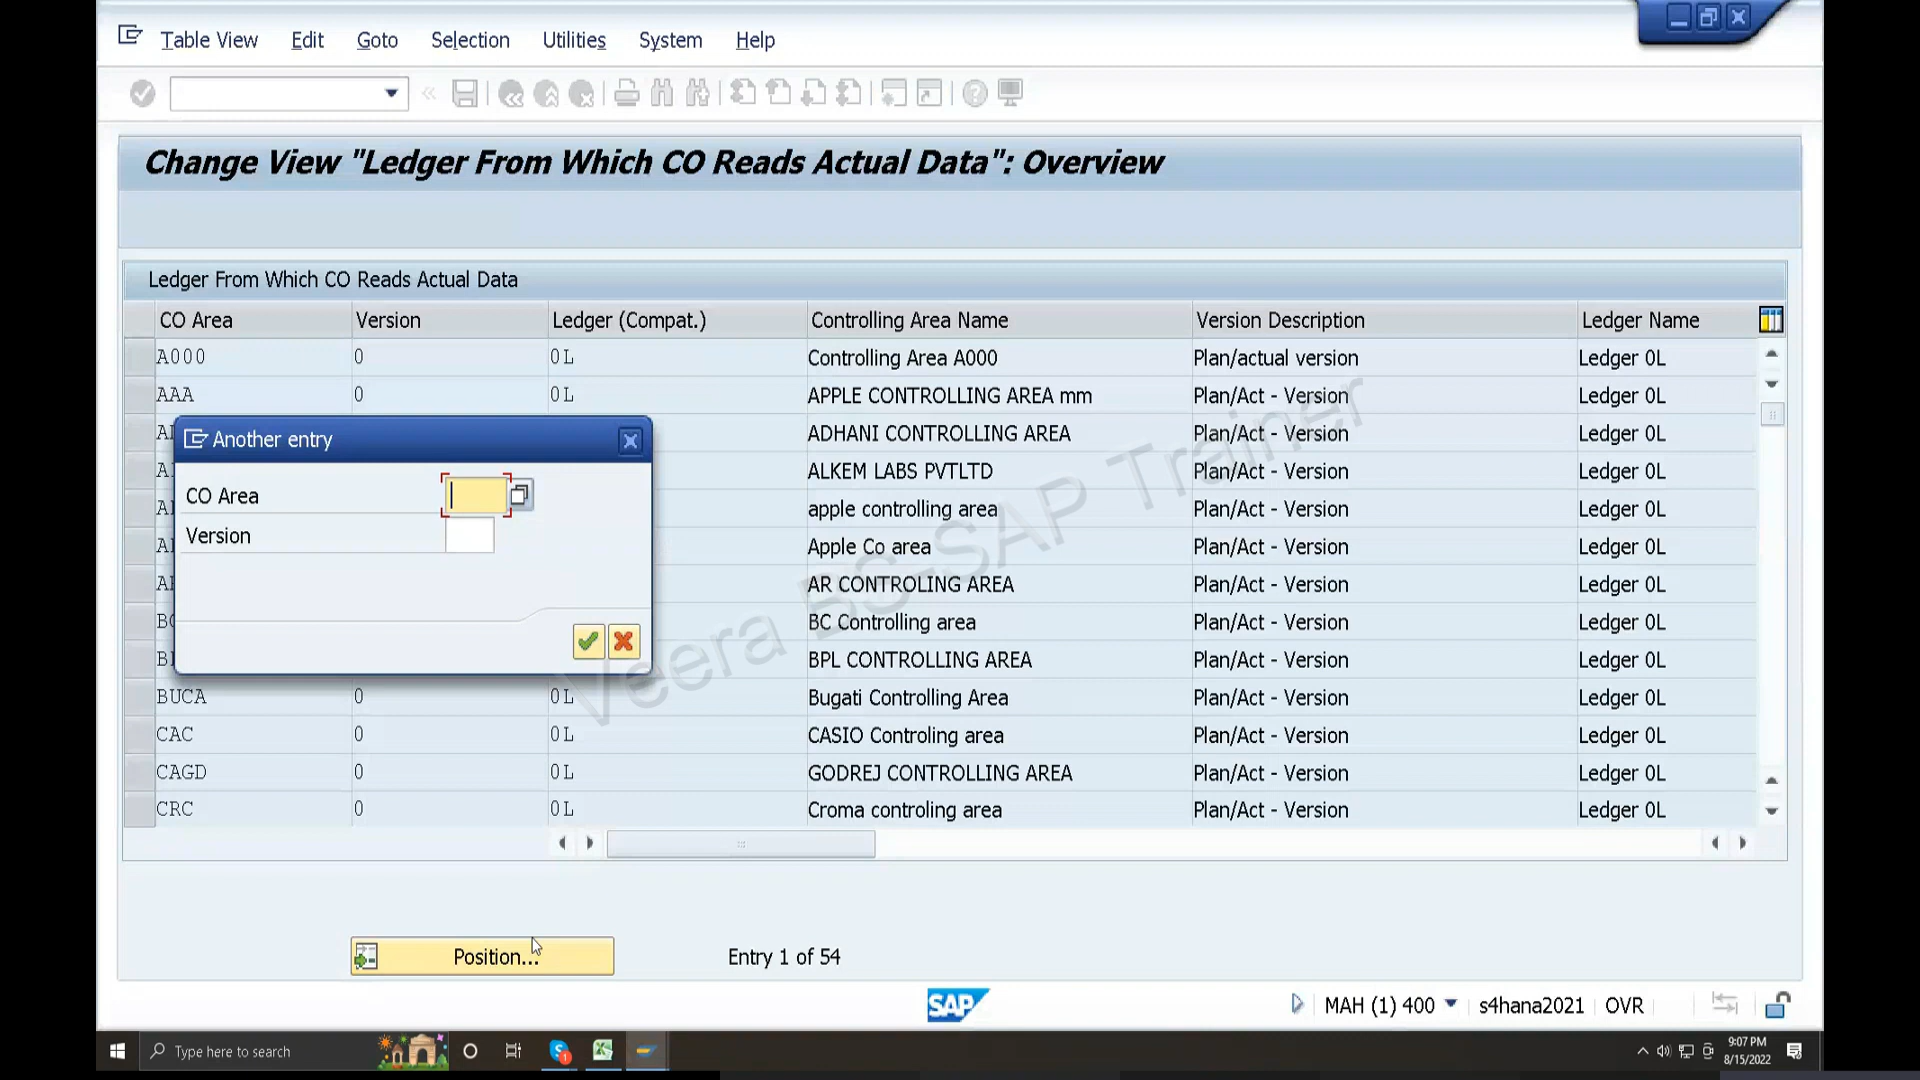 Table View Edit Goto Selection Utilities System Help
Change View "Ledger From Which CO Reads Actual Data": Overview
Ledger From Which CO Reads Actual Data
CO Area Version Ledger (Compat.) Controlling Area Name Version Description Ledger Name
A000 0 0L Controlling Area A000 Plan/actual version Ledger 0L
AAA 0 0L APPLE CONTROLLING AREA mm Plan/Act - Version Ledger 0L
ADHANI CONTROLLING AREA Plan/Act - Version Ledger 0L
ALKEM LABS PVTLTD Plan/Act - Version Ledger 0L
apple controlling area Plan/Act - Version Ledger 0L
Apple Co area Plan/Act - Version Ledger 0L
AR CONTROLING AREA Plan/Act - Version Ledger 0L
BC Controlling area Plan/Act - Version Ledger 0L
BPL CONTROLLING AREA Plan/Act - Version Ledger 0L
BUCA 0 0L Bugati Controlling Area Plan/Act - Version Ledger 0L
CAC 0 0L CASIO Controling area Plan/Act - Version Ledger 0L
CAGD 0 0L GODREJ CONTROLLING AREA Plan/Act - Version Ledger 0L
CRC 0 0L Croma controling area Plan/Act - Version Ledger 0L
Another entry
CO Area
Version
Veera BS-SAP Trainer
Position... Entry 1 of 54
SAP MAH (1) 400 s4hana2021 OVR
Type here to search
9:07 PM
8/15/2022